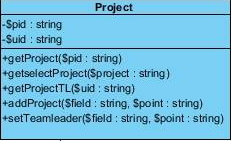 Project
-$pid : string
-$uid : string
+getProject($pid : string)
+getselectProject($project : string)
+getProjectTL($uid : string)
+addProject($field : string, $point : string)
+setTeamleader($field : string, $point : string)